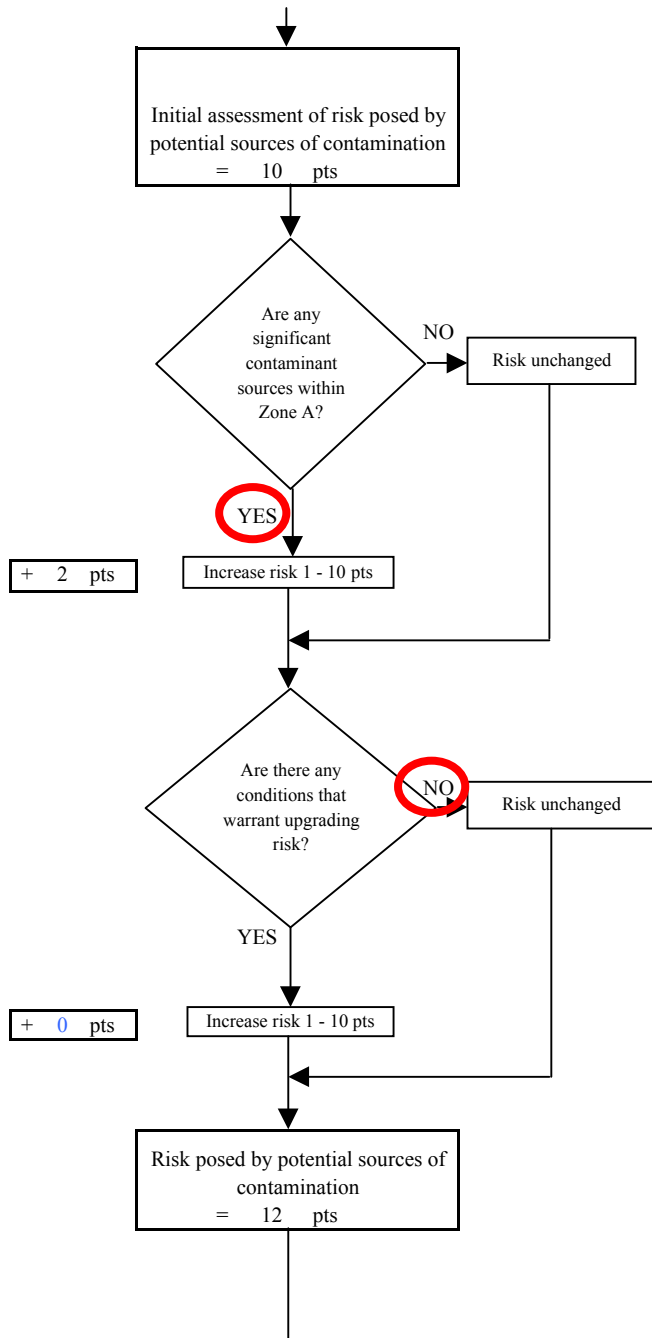 Initial assessment of risk posed by
potential sources of contamination
= 10 pts
Are any
significant
contaminant
sources within
Zone A?
NO
Risk unchanged
YES
+ 2 pts
Increase risk 1 - 10 pts
Are there any
conditions that
warrant upgrading
risk?
NO
Risk unchanged
YES
+ 0 pts
Increase risk 1 - 10 pts
Risk posed by potential sources of
contamination
= 12 pts